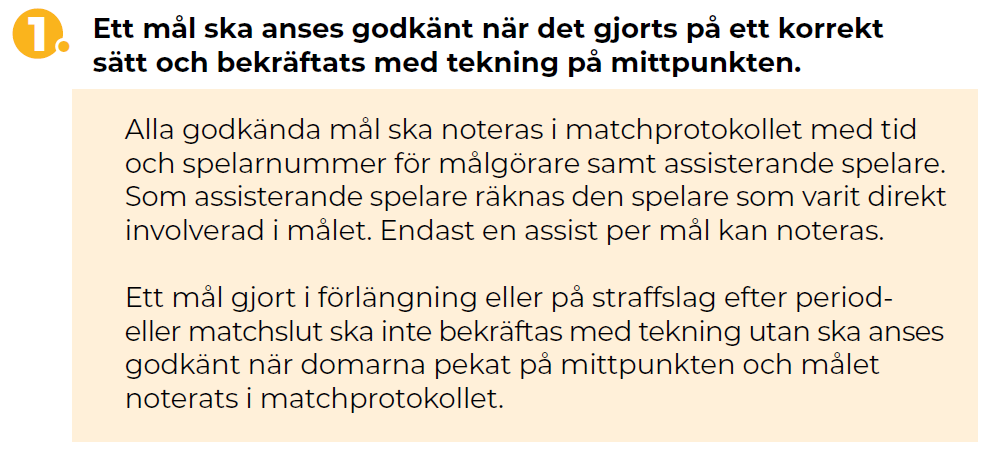 1. Ett mål ska anses godkänt när det gjorts på ett korrekt
sätt och bekräftats med tekning på mittpunkten.
Alla godkända mål ska noteras i matchprotokollet med tid
och spelarnummer för målgörare samt assisterande spelare.
Som assisterande spelare räknas den spelare som varit direkt
involverad i målet. Endast en assist per mål kan noteras.
Ett mål gjort i förlängning eller på straffslag efter period-
eller matchslut ska inte bekräftas med tekning utan ska anses
godkänt när domarna pekat på mittpunkten och målet
noterats i matchprotokollet.